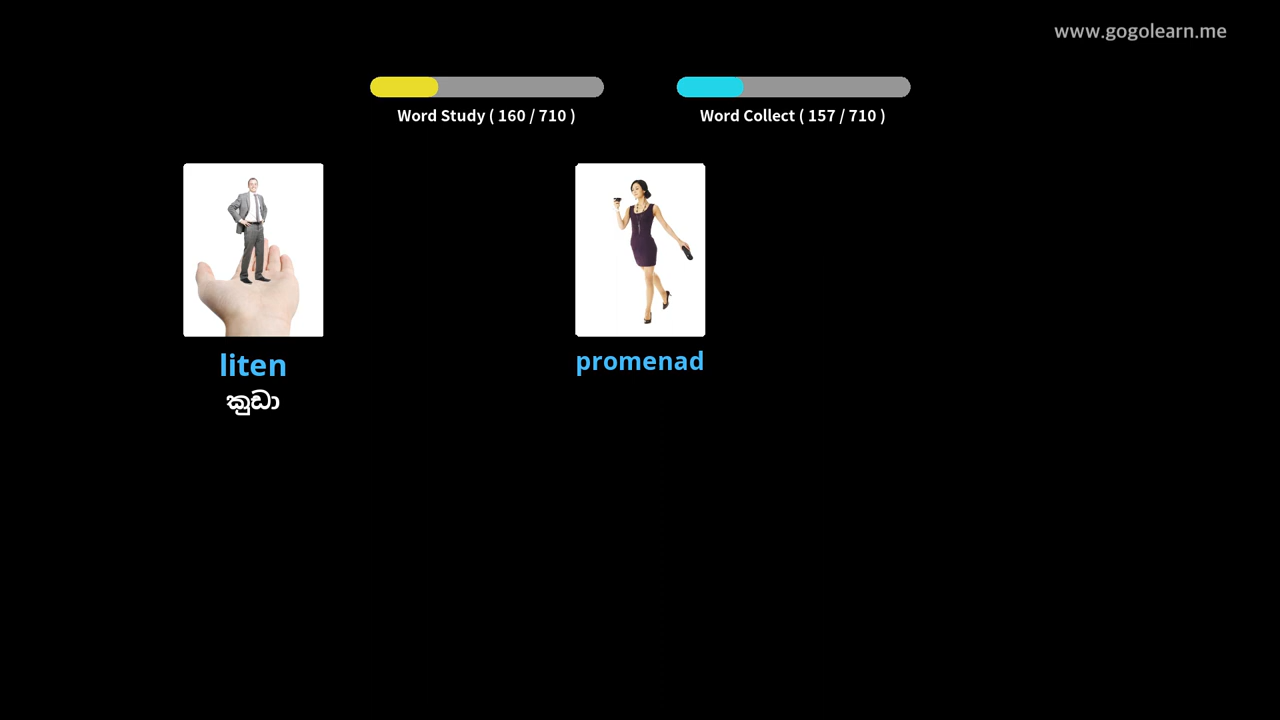 www.gogolearn.me
Word Study ( 160 / 710 )
Word Collect ( 157 / 710 )
liten
කුඩා
promenad